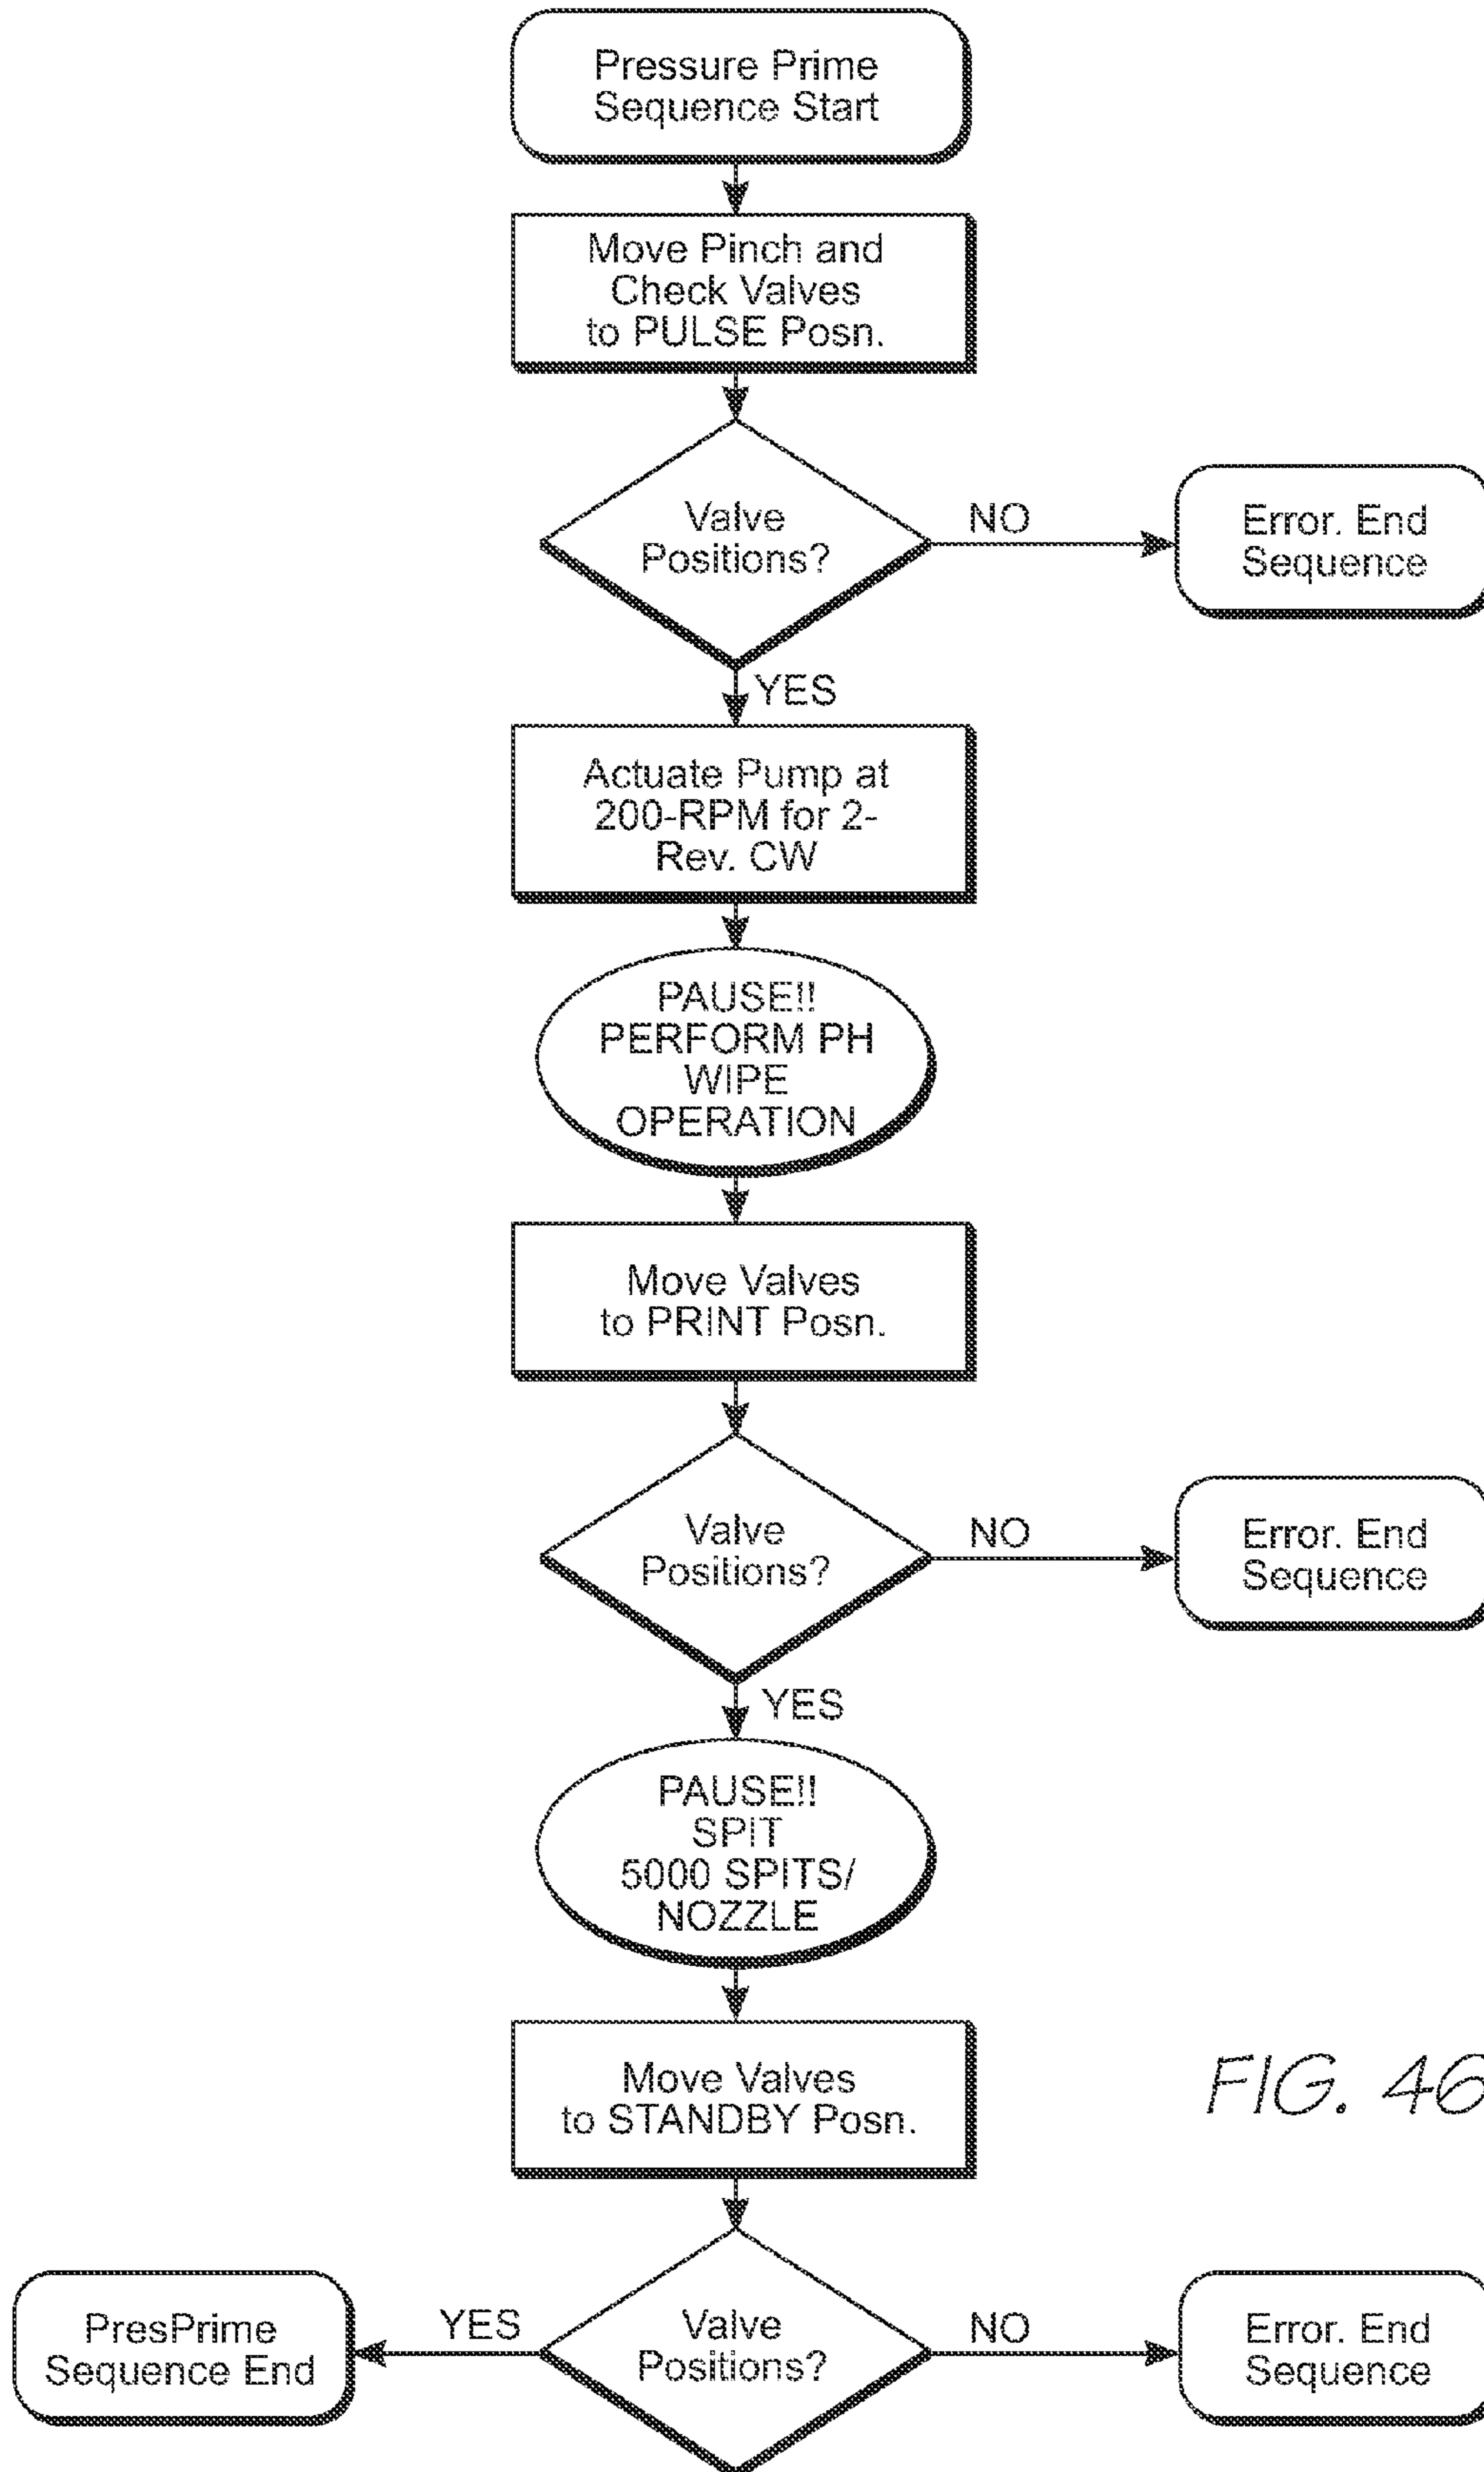 Pressure Prime
Sequence Start
Move Pinch and
Check Valves
to PULSE Posn.
Valve
Positions?
NO
Error. End
Sequence
YES
Actuate Pump at
200-RPM for 2-
Rev. CW
PAUSE!!
PERFORM PH
WIPE
OPERATION
Move Valves
to PRINT Posn.
Valve
Positions?
NO
Error. End
Sequence
YES
PAUSE!!
SPIT
5000 SPITS/
NOZZLE
Move Valves
to STANDBY Posn.
FIG. 46
Valve
Positions?
YES
PresPrime
Sequence End
NO
Error. End
Sequence